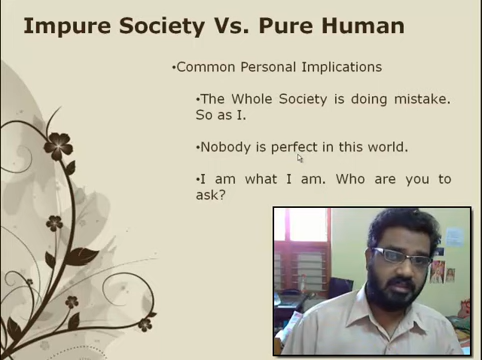 Impure Society Vs. Pure Human
•Common Personal Implications
•The Whole Society is doing mistake.
So as I.
•Nobody is perfect in this world.
•I am what I am. Who are you to
ask?